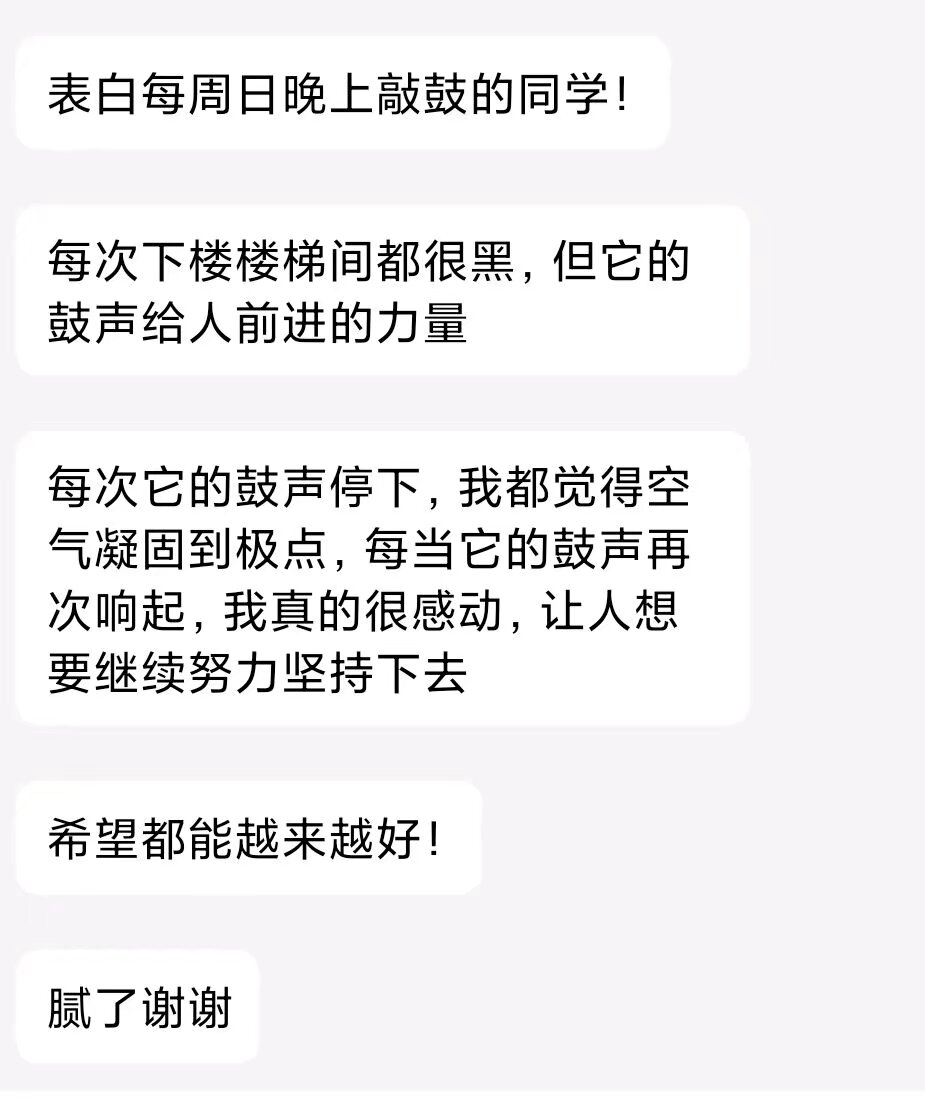 表白每周日晚上敲鼓的同学！
每次下楼楼梯间都很黑，但它的
鼓声给人前进的力量
每次它的鼓声停下，我都觉得空
气凝固到极点，每当它的鼓声再
次响起，我真的很感动，让人想
要继续努力坚持下去
希望都能越来越好！
腻了谢谢